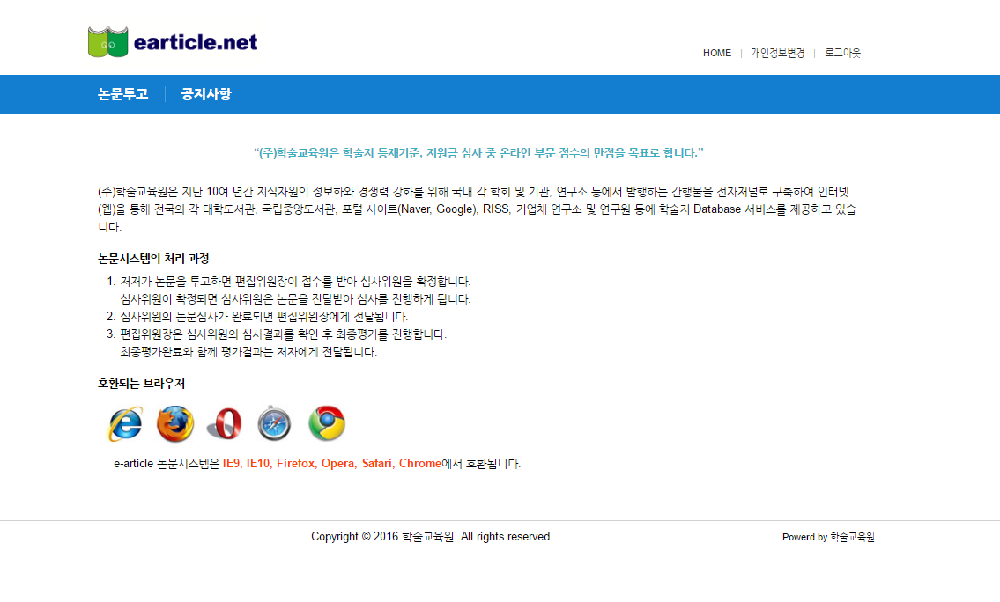 earticle.net
HOME | 개인정보변경 | 로그아웃
논문투고 | 공지사항
“(주)학술교육원은 학술지 등재기준, 지원금 심사 중 온라인 부문 점수의 만점을 목표로 합니다.”
(주)학술교육원은 지난 10여 년간 지식자원의 정보화와 경쟁력 강화를 위해 국내 각 학회 및 기관, 연구소 등에서 발행하는 간행물을 전자저널로 구축하여 인터넷
(웹)을 통해 전국의 각 대학도서관, 국립중앙도서관, 포털 사이트(Naver, Google), RISS, 기업체 연구소 및 연구원 등에 학술지 Database 서비스를 제공하고 있습
니다.
논문시스템의 처리 과정
1. 저저가 논문을 투고하면 편집위원장이 접수를 받아 심사위원을 확정합니다.
심사위원이 확정되면 심사위원은 논문을 전달받아 심사를 진행하게 됩니다.
2. 심사위원의 논문심사가 완료되면 편집위원장에게 전달됩니다.
3. 편집위원장은 심사위원의 심사결과를 확인 후 최종평가를 진행합니다.
최종평가완료와 함께 평가결과는 저자에게 전달됩니다.
호환되는 브라우저
e-article 논문시스템은 IE9, IE10, Firefox, Opera, Safari, Chrome에서 호환됩니다.
Copyright © 2016 학술교육원. All rights reserved.
Powerd by 학술교육원